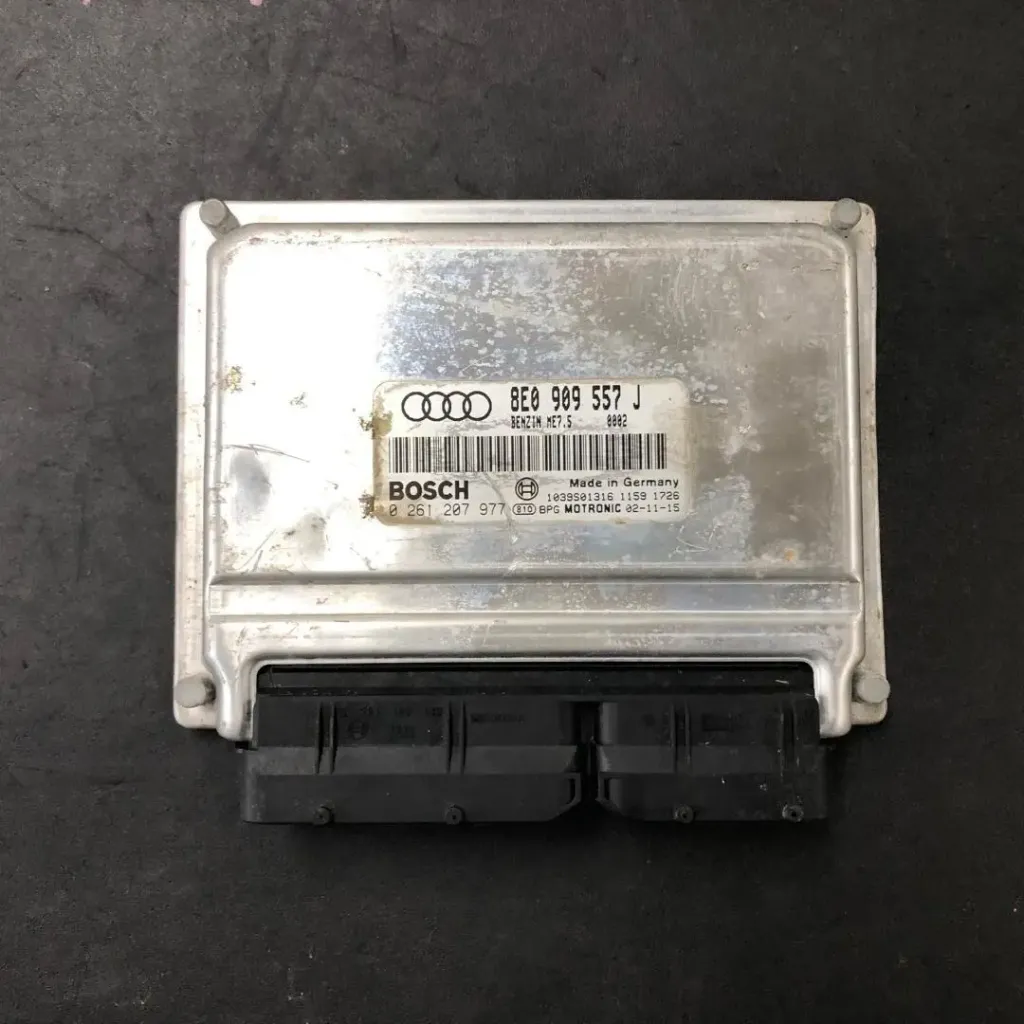 8E0 909 557 J
BENZIN ME7.5 0002
BOSCH Made in Germany
1039S01316 1159 1726
0 261 207 977 810 BPG MOTRONIC 02-11-15